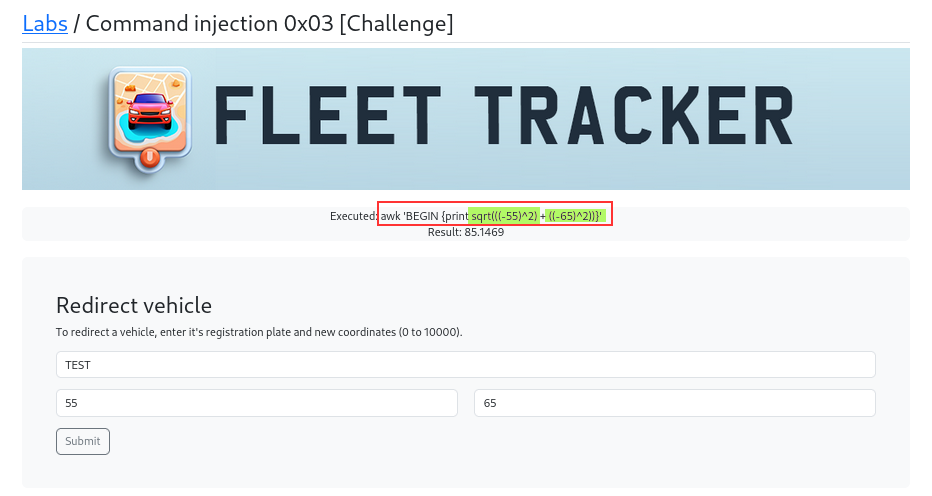 Labs / Command injection 0x03 [Challenge]
FLEET TRACKER
Executed: awk 'BEGIN {print sqrt(((-55)^2) + ((-65)^2))}'
Result: 85.1469
Redirect vehicle
To redirect a vehicle, enter it's registration plate and new coordinates (0 to 10000).
TEST
55 65
Submit